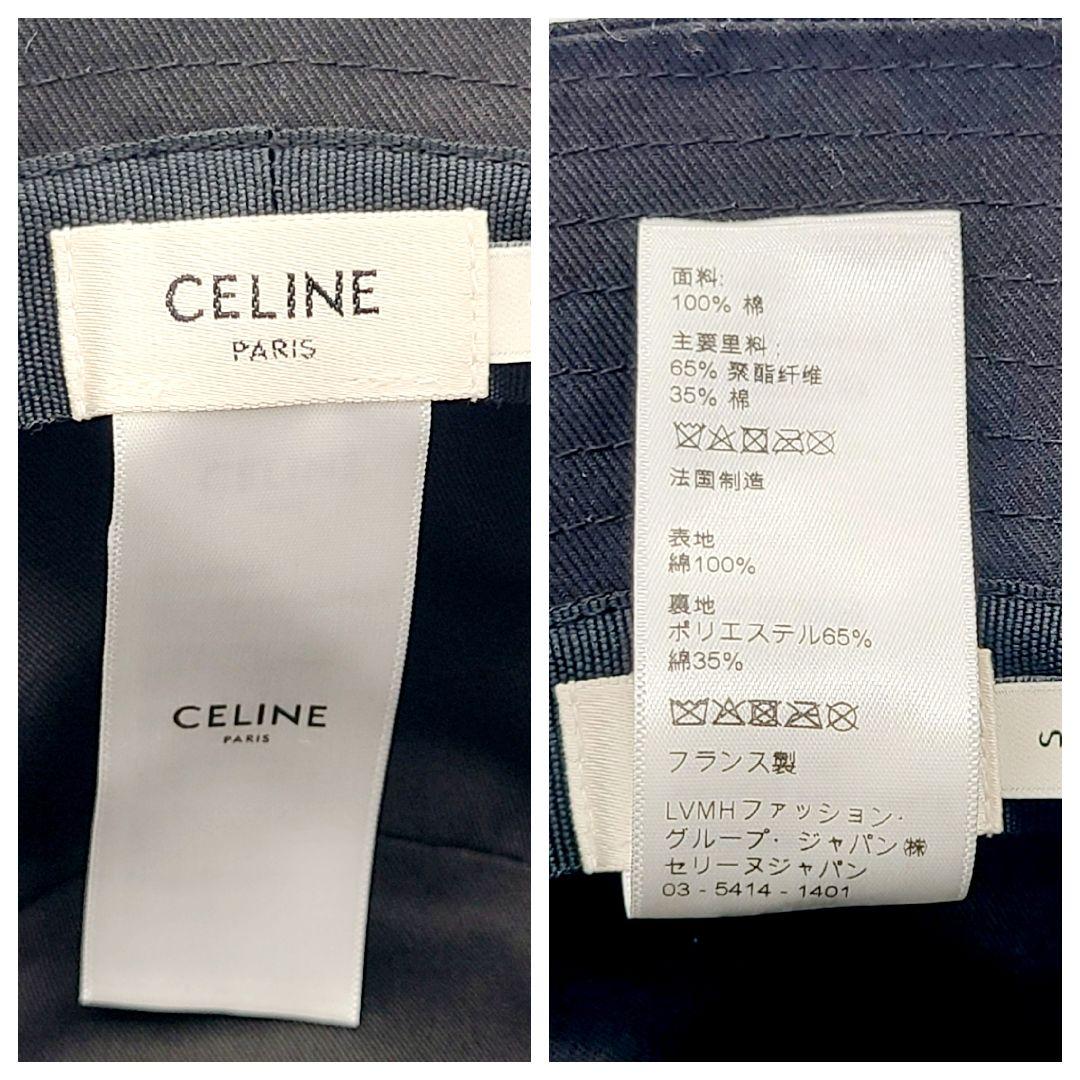 CELINE
PARIS
CELINE
PARIS
面料:
100% 棉
主要里料:
65% 聚酯纤维
35% 棉
法国制造
表地
綿100%
裏地
ポリエステル65%
綿35%
フランス製
LVMHファッション・
グループ・ジャパン㈱
セリーヌジャパン
03 - 5414 - 1401
S